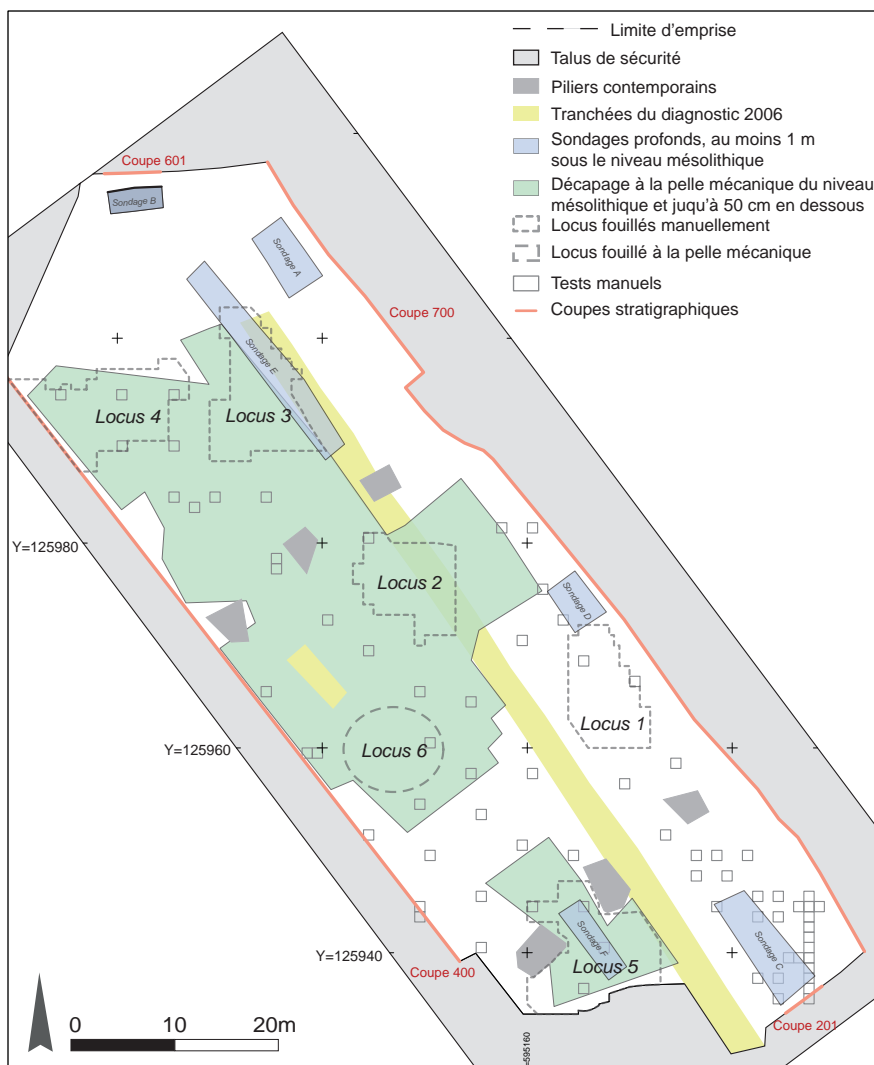 Limite d'emprise
Talus de sécurité
Piliers contemporains
Tranchées du diagnostic 2006
Sondages profonds, au moins 1 m
sous le niveau mésolithique
Décapage à la pelle mécanique du niveau
mésolithique et juqu'à 50 cm en dessous
Locus fouillés manuellement
Locus fouillé à la pelle mécanique
Tests manuels
Coupes stratigraphiques
Coupe 601
Sondage B
Sondage A
Coupe 700
Sondage E
Locus 4
Locus 3
Y=125980
Locus 2
Sondage D
Locus 1
Y=125960
Locus 6
Y=125940
Sondage F
Sondage C
Locus 5
Coupe 400
Coupe 201
0 10 20m
=595160